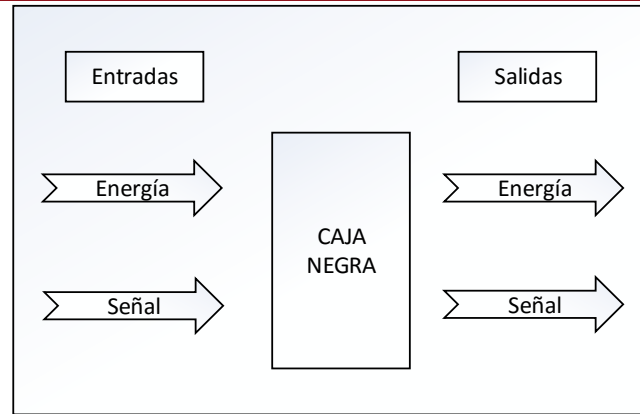 Entradas
Salidas
Energía
Energía
CAJA
NEGRA
Señal
Señal